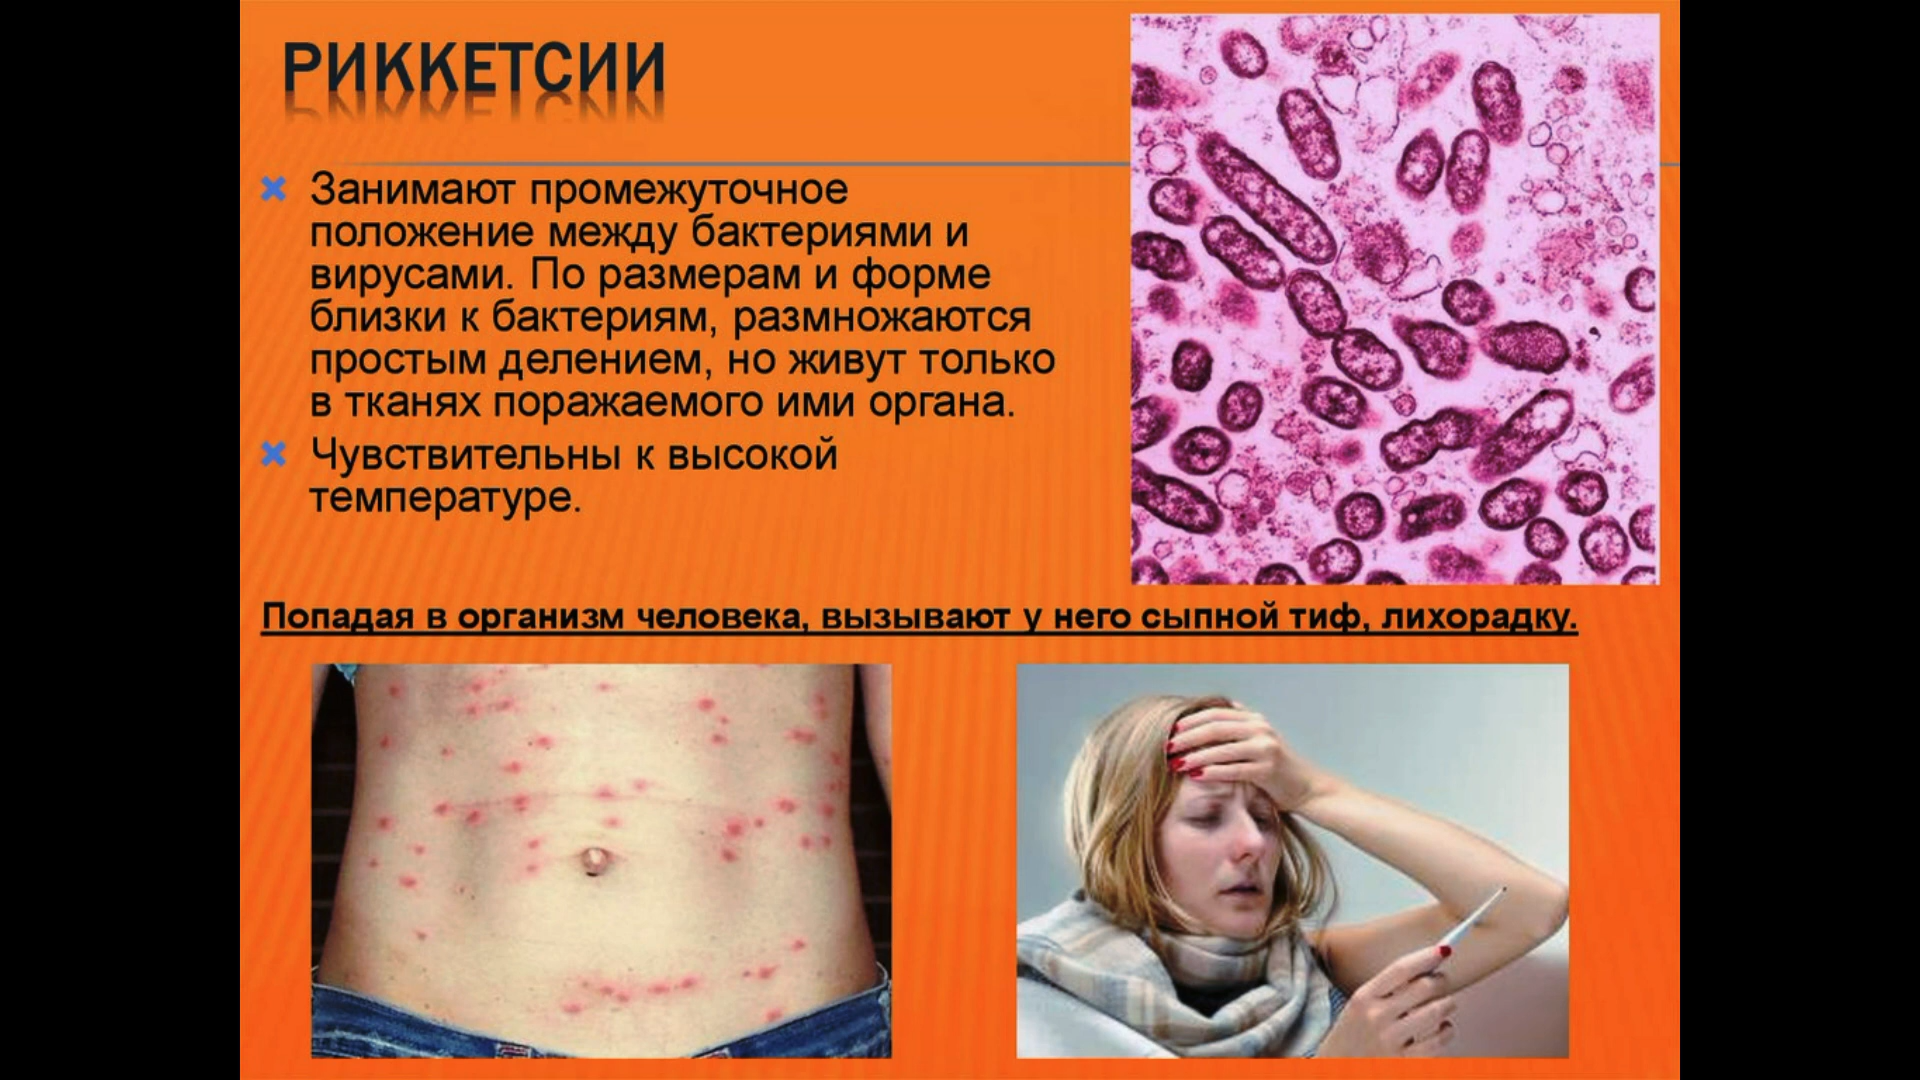 РИККЕТСИИ
Занимают промежуточное
положение между бактериями и
вирусами. По размерам и форме
близки к бактериям, размножаются
простым делением, но живут только
в тканях поражаемого ими органа.
Чувствительны к высокой
температуре.
Попадая в организм человека, вызывают у него сыпной тиф, лихорадку.